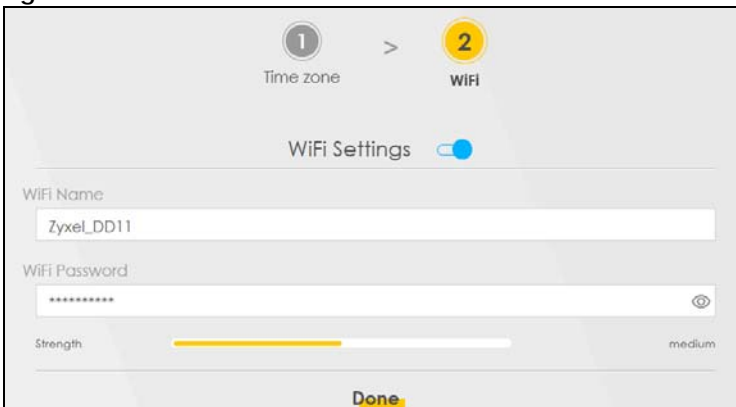 1 > 2
Time zone WiFi
WiFi Settings
WiFi Name
Zyxel_DD11
WiFi Password
**********
Strength medium
Done